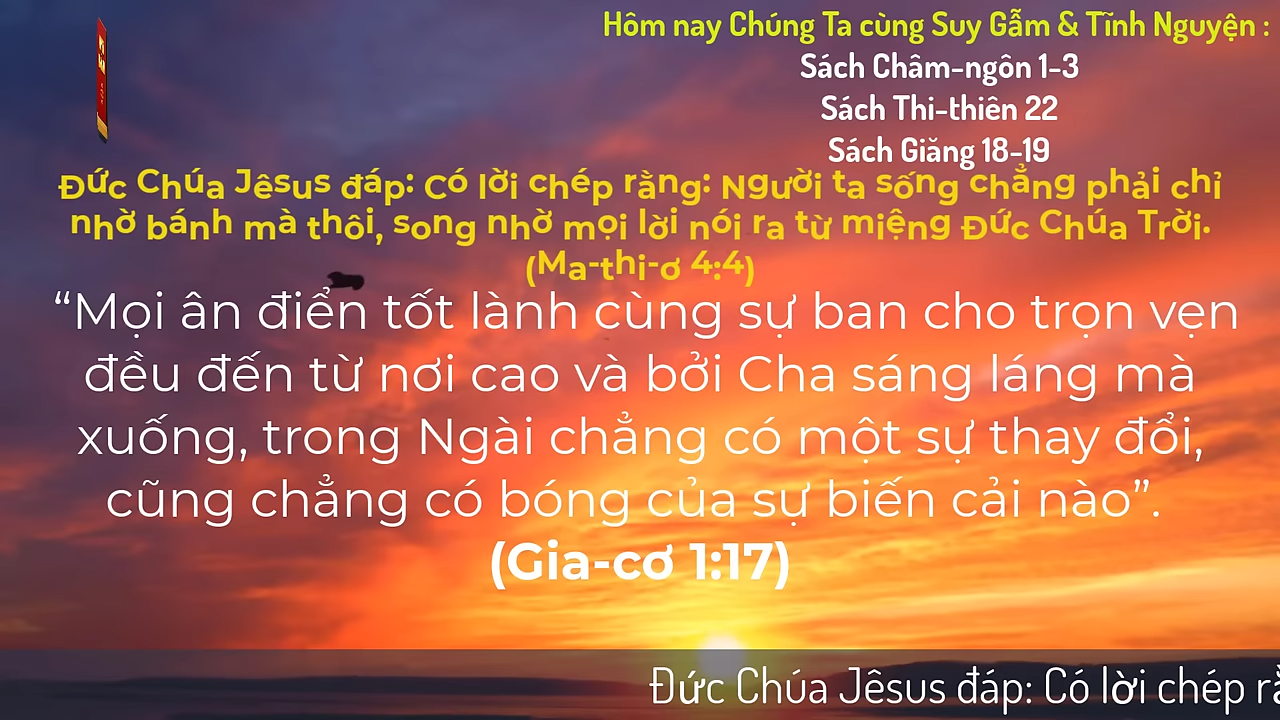 Hôm nay Chúng Ta cùng Suy Gẫm & Tĩnh Nguyện :
Sách Châm-ngôn 1-3
Sách Thi-thiên 22
Sách Giăng 18-19
Đức Chúa Jêsus đáp: Có lời chép rằng: Người ta sống chẳng phải chỉ
nhờ bánh mà thôi, song nhờ mọi lời nói ra từ miệng Đức Chúa Trời.
(Ma-thi-ơ 4:4)
“Mọi ân điển tốt lành cùng sự ban cho trọn vẹn
đều đến từ nơi cao và bởi Cha sáng láng mà
xuống, trong Ngài chẳng có một sự thay đổi,
cũng chẳng có bóng của sự biến cải nào”.
(Gia-cơ 1:17)
Đức Chúa Jêsus đáp: Có lời chép